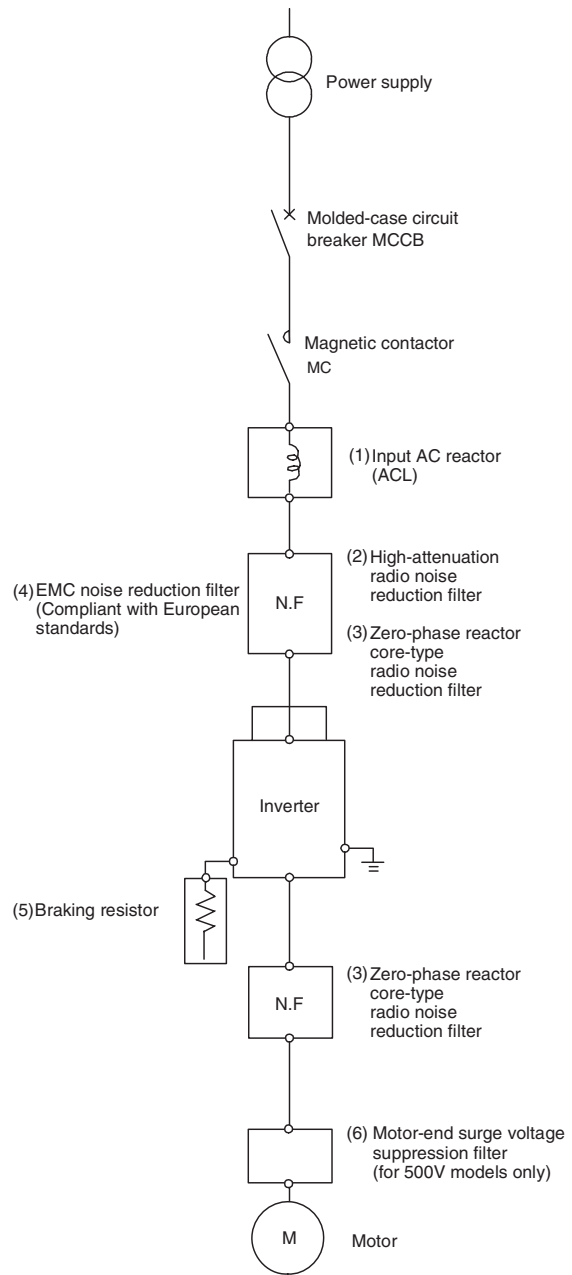 Power supply
Molded-case circuit
breaker MCCB
Magnetic contactor
MC
(1) Input AC reactor
(ACL)
(4) EMC noise reduction filter
(Compliant with European
standards)
N.F
(2) High-attenuation
radio noise
reduction filter
(3) Zero-phase reactor
core-type
radio noise
reduction filter
Inverter
(5) Braking resistor
N.F
(3) Zero-phase reactor
core-type
radio noise
reduction filter
(6) Motor-end surge voltage
suppression filter
(for 500V models only)
M
Motor